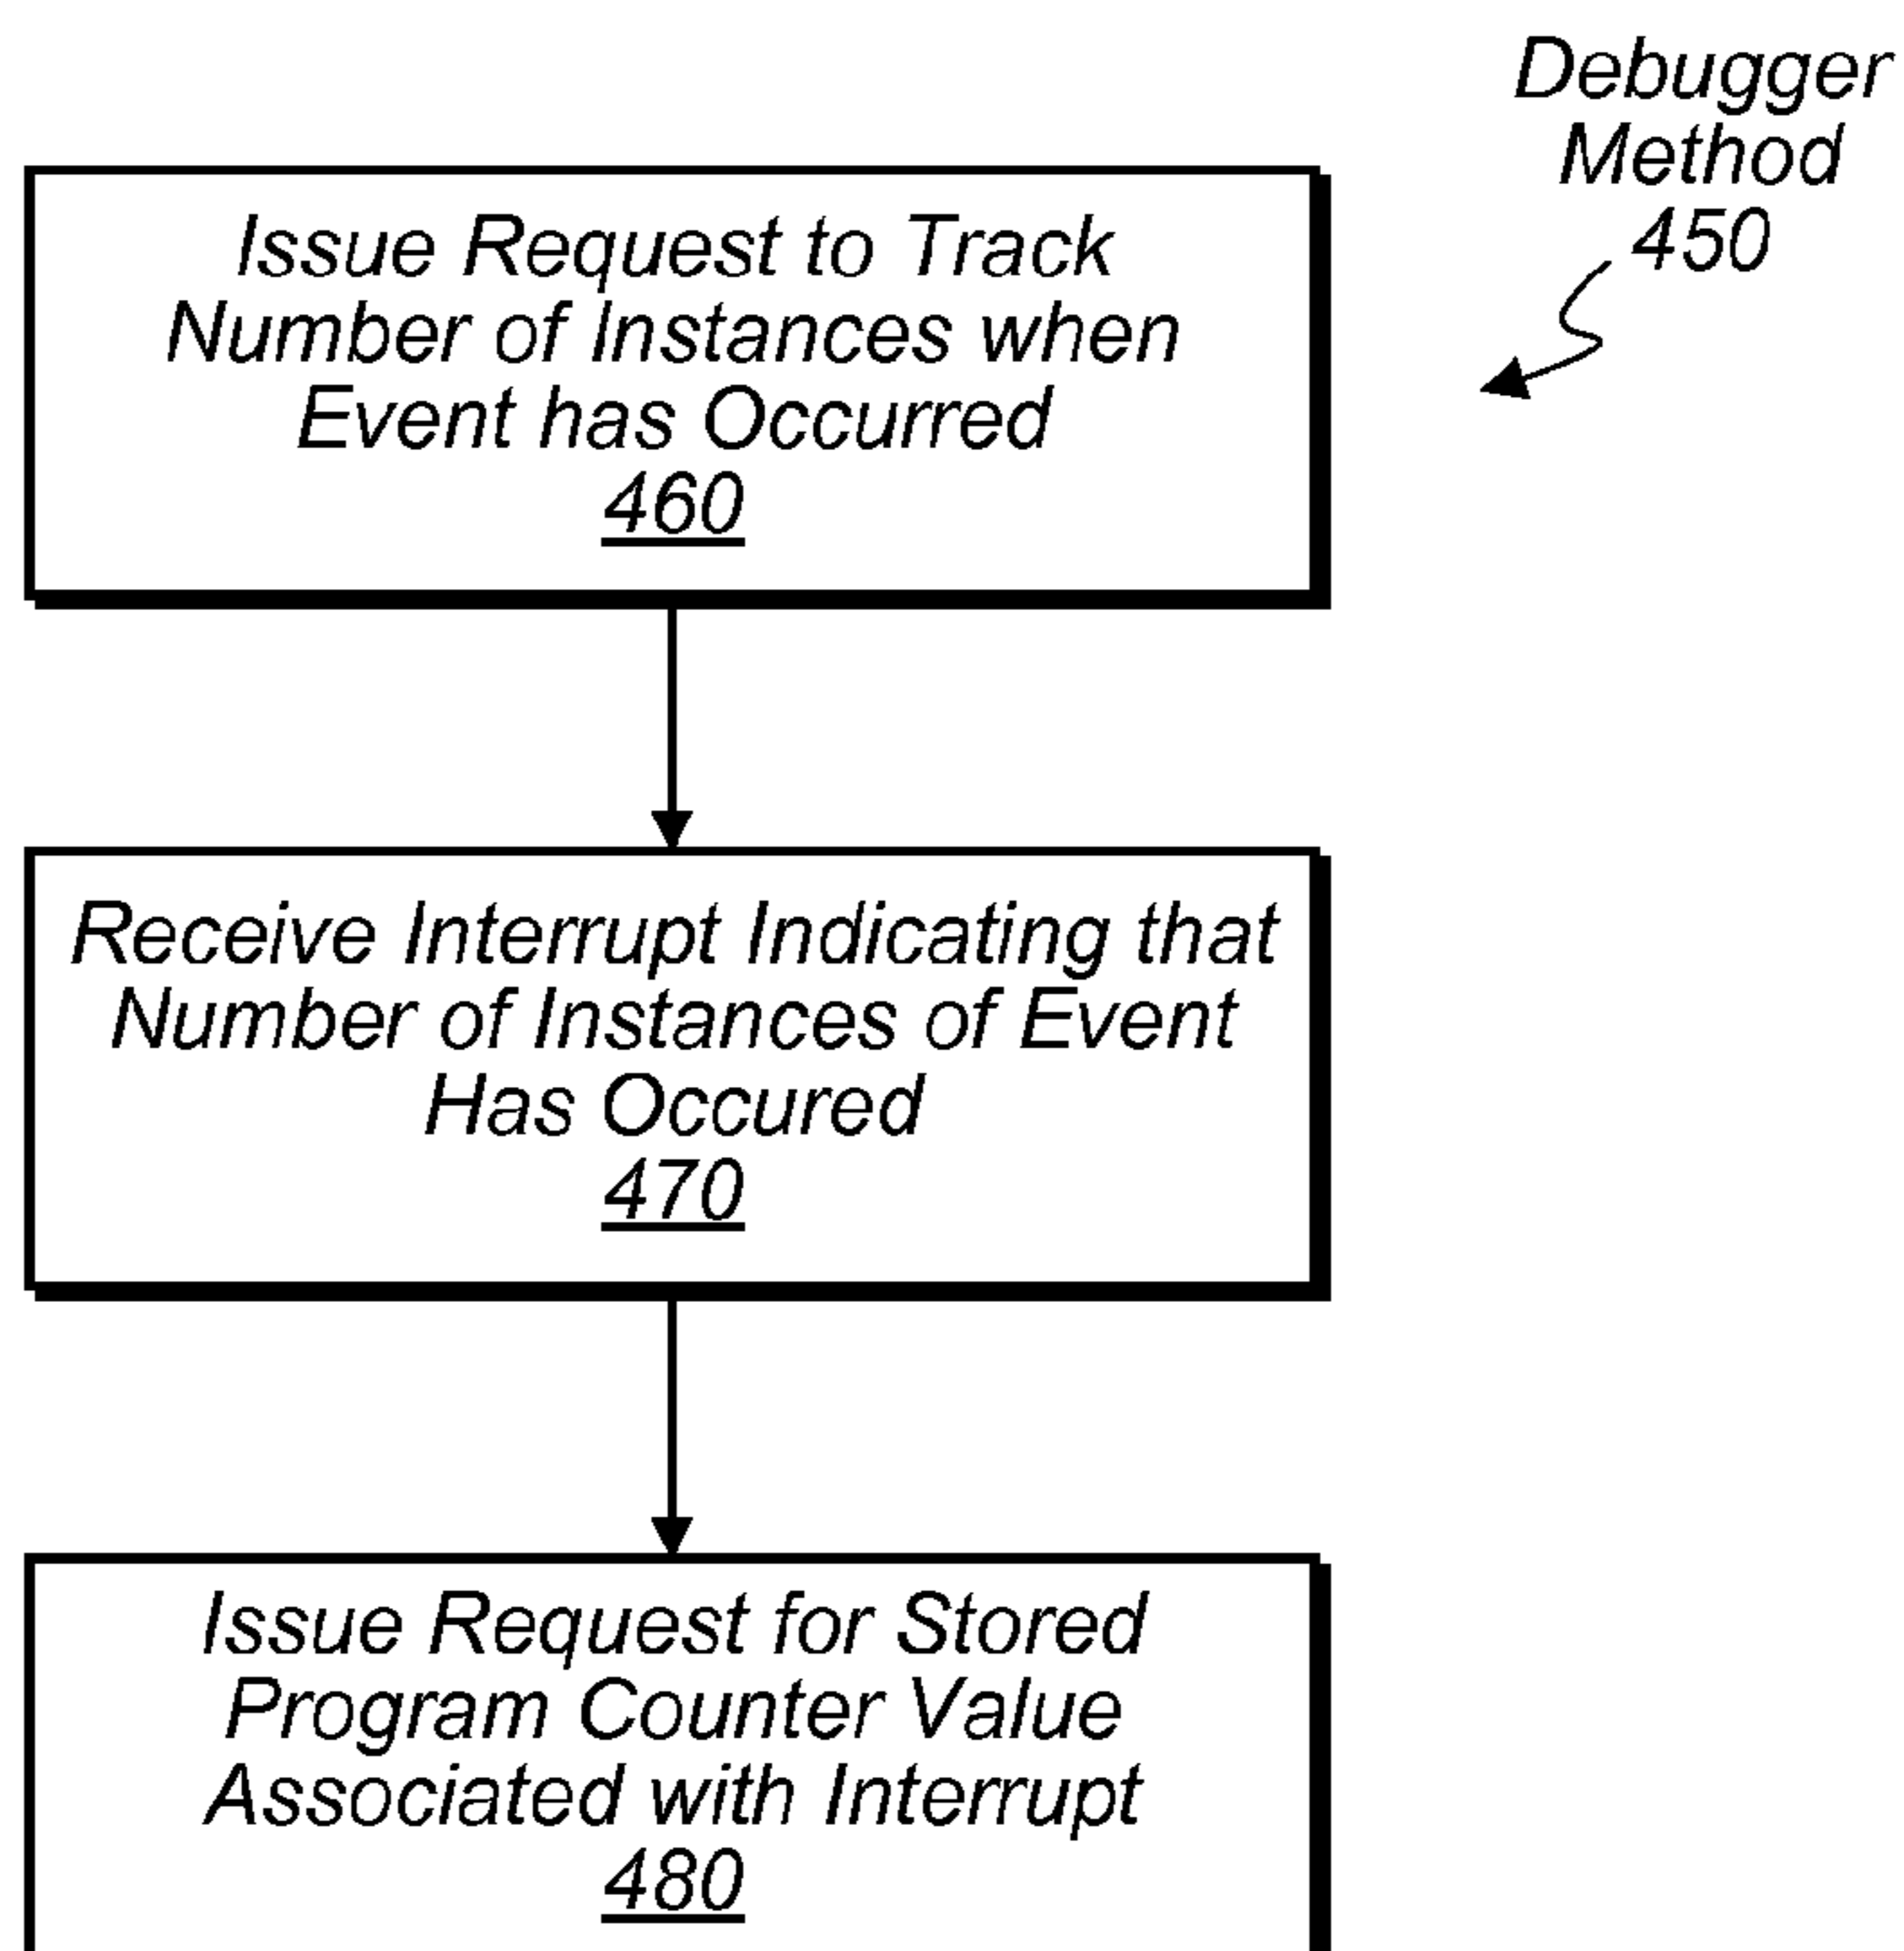 Debugger
Method
450
Issue Request to Track
Number of Instances when
Event has Occurred
460
Receive Interrupt Indicating that
Number of Instances of Event
Has Occured
470
Issue Request for Stored
Program Counter Value
Associated with Interrupt
480